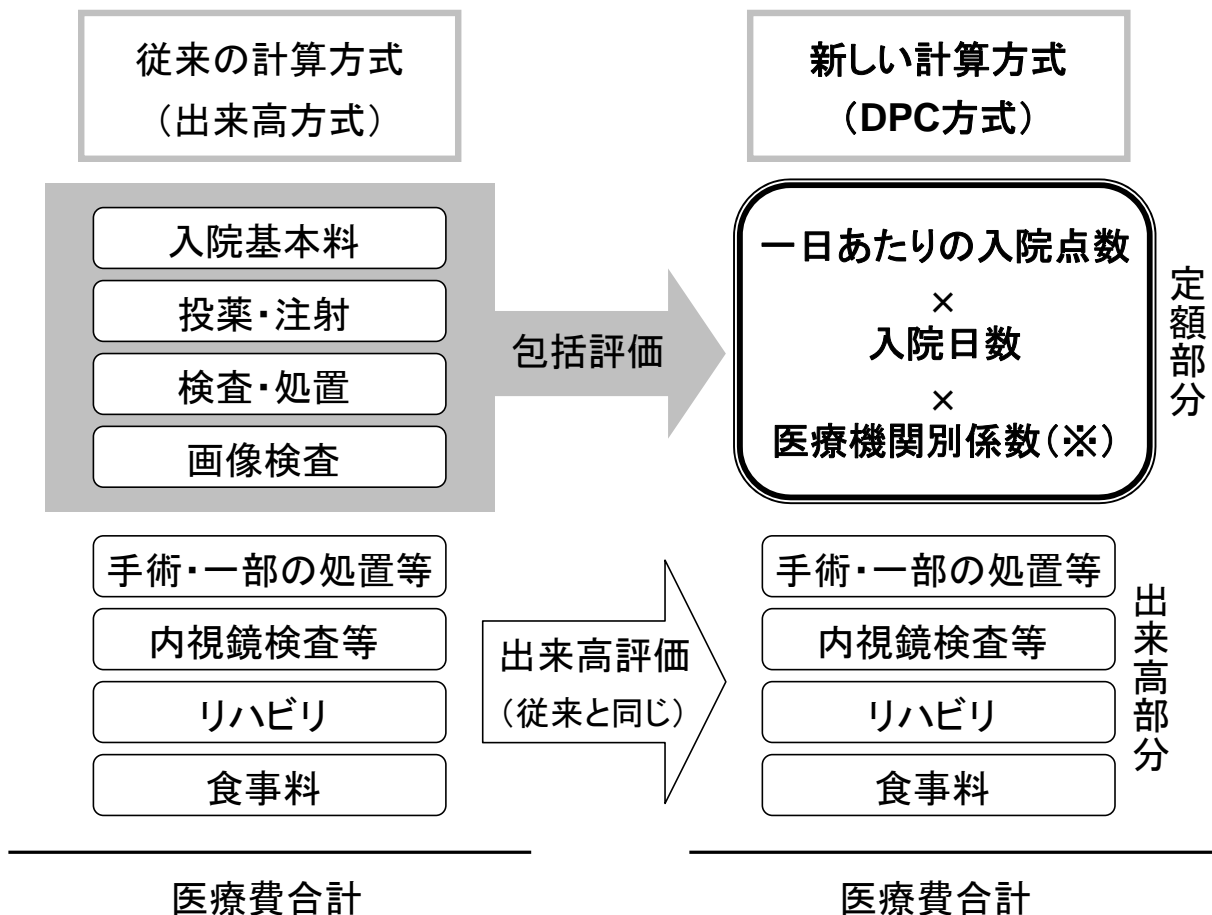 従来の計算方式
（出来高方式）
入院基本料
投薬・注射
検査・処置
画像検査
手術・一部の処置等
内視鏡検査等
リハビリ
食事料
医療費合計
包括評価
出来高評価
（従来と同じ）
新しい計算方式
（DPC方式）
一日あたりの入院点数
×
入院日数
×
医療機関別係数（※）
定額部分
手術・一部の処置等
内視鏡検査等
リハビリ
食事料
出来高部分
医療費合計